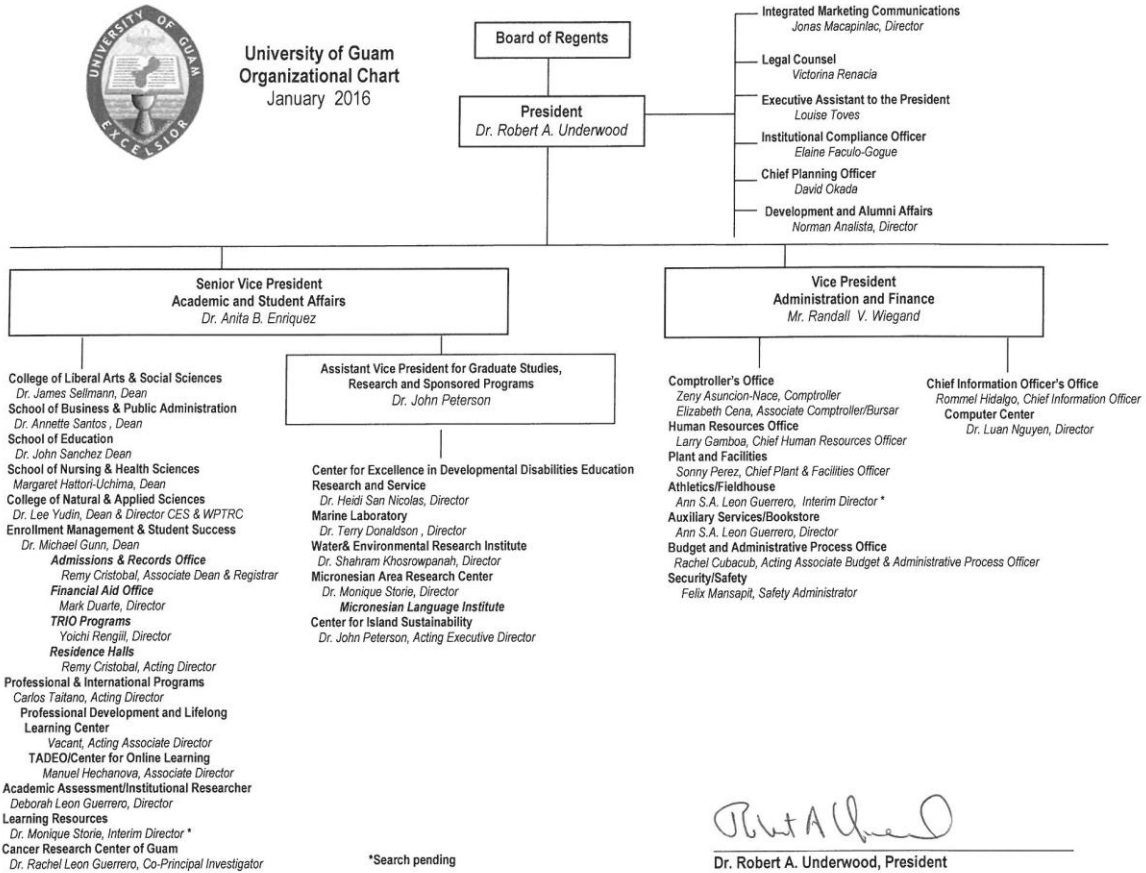 UNIVERSITY OF GUAM
EXCELSIOR
University of Guam
Organizational Chart
January 2016
Board of Regents
President
Dr. Robert A. Underwood
Integrated Marketing Communications
Jonas Macapinlac, Director
Legal Counsel
Victorina Renacia
Executive Assistant to the President
Louise Toves
Institutional Compliance Officer
Elaine Faculo-Gogue
Chief Planning Officer
David Okada
Development and Alumni Affairs
Norman Analista, Director
Senior Vice President
Academic and Student Affairs
Dr. Anita B. Enriquez
Vice President
Administration and Finance
Mr. Randall V. Wiegand
College of Liberal Arts & Social Sciences
Dr. James Sellmann, Dean
School of Business & Public Administration
Dr. Annette Santos , Dean
School of Education
Dr. John Sanchez Dean
School of Nursing & Health Sciences
Margaret Hattori-Uchima, Dean
College of Natural & Applied Sciences
Dr. Lee Yudin, Dean & Director CES & WPTRC
Enrollment Management & Student Success
Dr. Michael Gunn, Dean
Admissions & Records Office
Remy Cristobal, Associate Dean & Registrar
Financial Aid Office
Mark Duarte, Director
TRIO Programs
Yoichi Rengiil, Director
Residence Halls
Remy Cristobal, Acting Director
Professional & International Programs
Carlos Taitano, Acting Director
Professional Development and Lifelong
Learning Center
Vacant, Acting Associate Director
TADEO/Center for Online Learning
Manuel Hechanova, Associate Director
Academic Assessment/Institutional Researcher
Deborah Leon Guerrero, Director
Learning Resources
Dr. Monique Storie, Interim Director *
Cancer Research Center of Guam
Dr. Rachel Leon Guerrero, Co-Principal Investigator
Assistant Vice President for Graduate Studies,
Research and Sponsored Programs
Dr. John Peterson
Center for Excellence in Developmental Disabilities Education
Research and Service
Dr. Heidi San Nicolas, Director
Marine Laboratory
Dr. Terry Donaldson , Director
Water& Environmental Research Institute
Dr. Shahram Khosrowpanah, Director
Micronesian Area Research Center
Dr. Monique Storie, Director
Micronesian Language Institute
Center for Island Sustainability
Dr. John Peterson, Acting Executive Director
Comptroller's Office
Zeny Asuncion-Nace, Comptroller
Elizabeth Cena, Associate Comptroller/Bursar
Human Resources Office
Larry Gamboa, Chief Human Resources Officer
Plant and Facilities
Sonny Perez, Chief Plant & Facilities Officer
Athletics/Fieldhouse
Ann S.A. Leon Guerrero, Interim Director *
Auxiliary Services/Bookstore
Ann S.A. Leon Guerrero, Director
Budget and Administrative Process Office
Rachel Cubacub, Acting Associate Budget & Administrative Process Officer
Security/Safety
Felix Mansapit, Safety Administrator
Chief Information Officer's Office
Rommel Hidalgo, Chief Information Officer
Computer Center
Dr. Luan Nguyen, Director
*Search pending
Dr. Robert A. Underwood, President